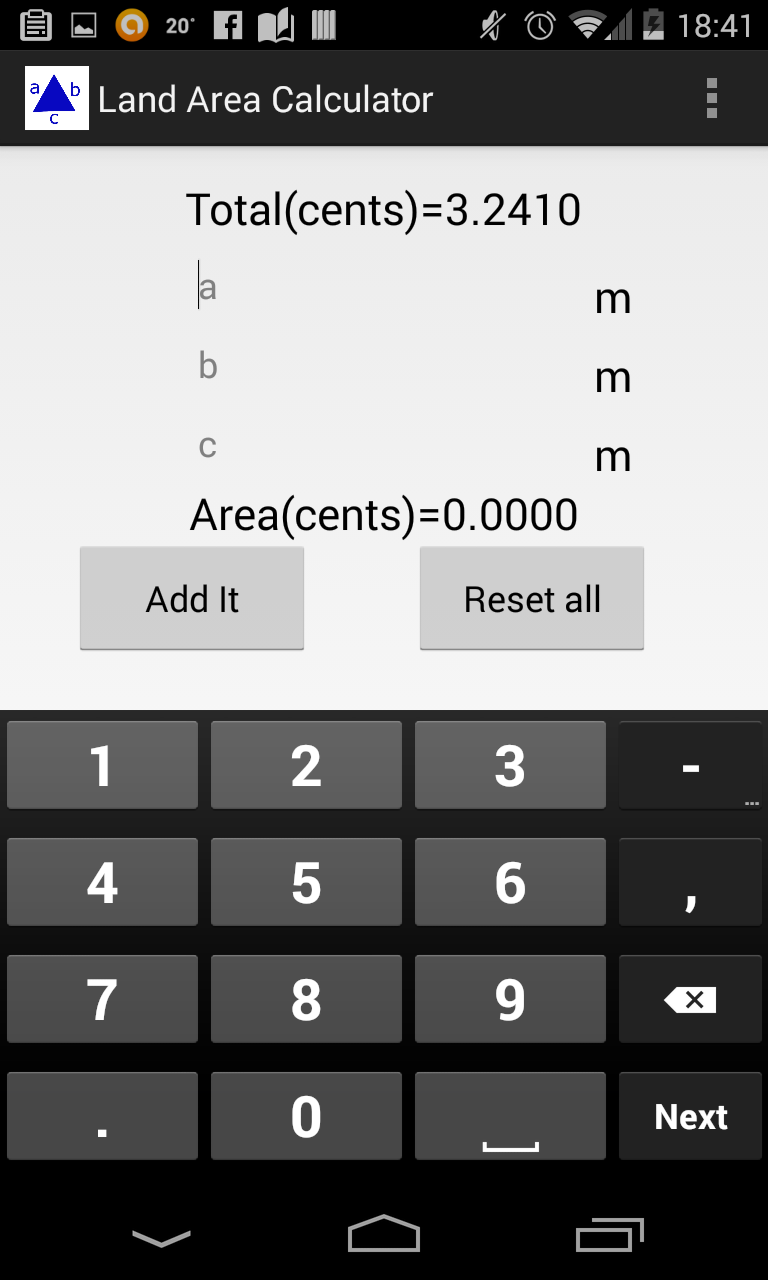 20° 18:41
a b c Land Area Calculator
Total(cents)=3.2410
a m
b m
c m
Area(cents)=0.0000
Add It Reset all
1 2 3 - ...
4 5 6 ,
7 8 9
. 0 Next